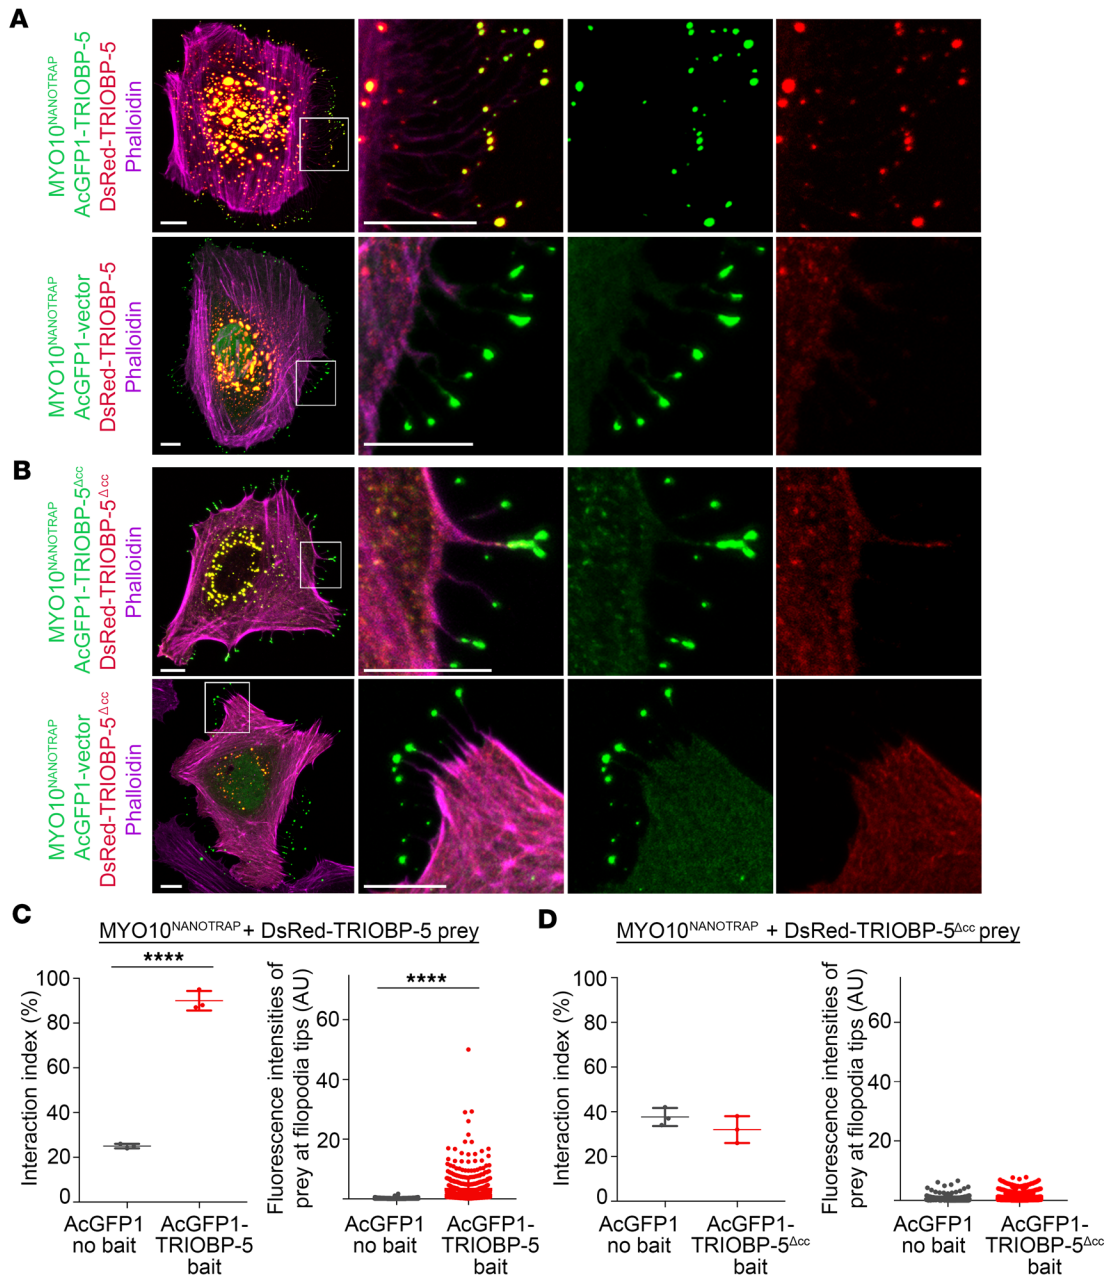 A
MYO10NANOTRAP
AcGFP1-TRIOBP-5
DsRed-TRIOBP-5
Phalloidin
MYO10NANOTRAP
AcGFP1-vector
DsRed-TRIOBP-5
Phalloidin
B
MYO10NANOTRAP
AcGFP1-TRIOBP-5Δcc
DsRed-TRIOBP-5Δcc
Phalloidin
MYO10NANOTRAP
AcGFP1-vector
DsRed-TRIOBP-5Δcc
Phalloidin
C
MYO10NANOTRAP + DsRed-TRIOBP-5 prey
Interaction index (%)
100
80
60
40
20
0
****
AcGFP1
no bait
AcGFP1-
TRIOBP-5
bait
Fluorescence intensities of
prey at filopodia tips (AU)
60
40
20
****
AcGFP1
no bait
AcGFP1-
TRIOBP-5
bait
D
MYO10NANOTRAP + DsRed-TRIOBP-5Δcc prey
Interaction index (%)
100
80
60
40
20
0
AcGFP1
no bait
AcGFP1-
TRIOBP-5Δcc
bait
Fluorescence intensities of
prey at filopodia tips (AU)
60
40
20
AcGFP1
no bait
AcGFP1-
TRIOBP-5Δcc
bait